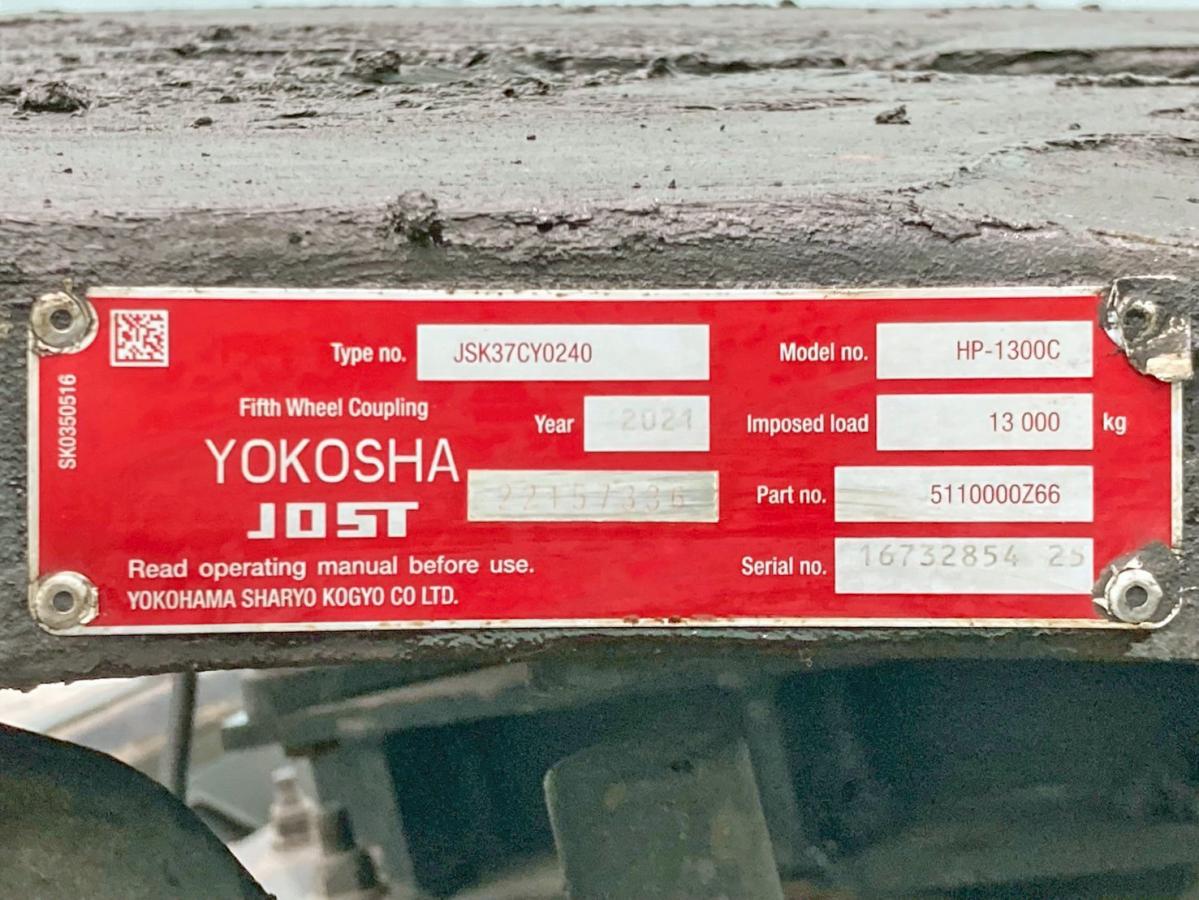 SK0350516
Type no. JSK37CY0240
Model no. HP-1300C
Fifth Wheel Coupling
Year 2021
Imposed load 13 000 kg
YOKOSHA
JOST
22157336
Part no. 5110000Z66
Serial no. 16732854 25
Read operating manual before use.
YOKOHAMA SHARYO KOGYO CO LTD.